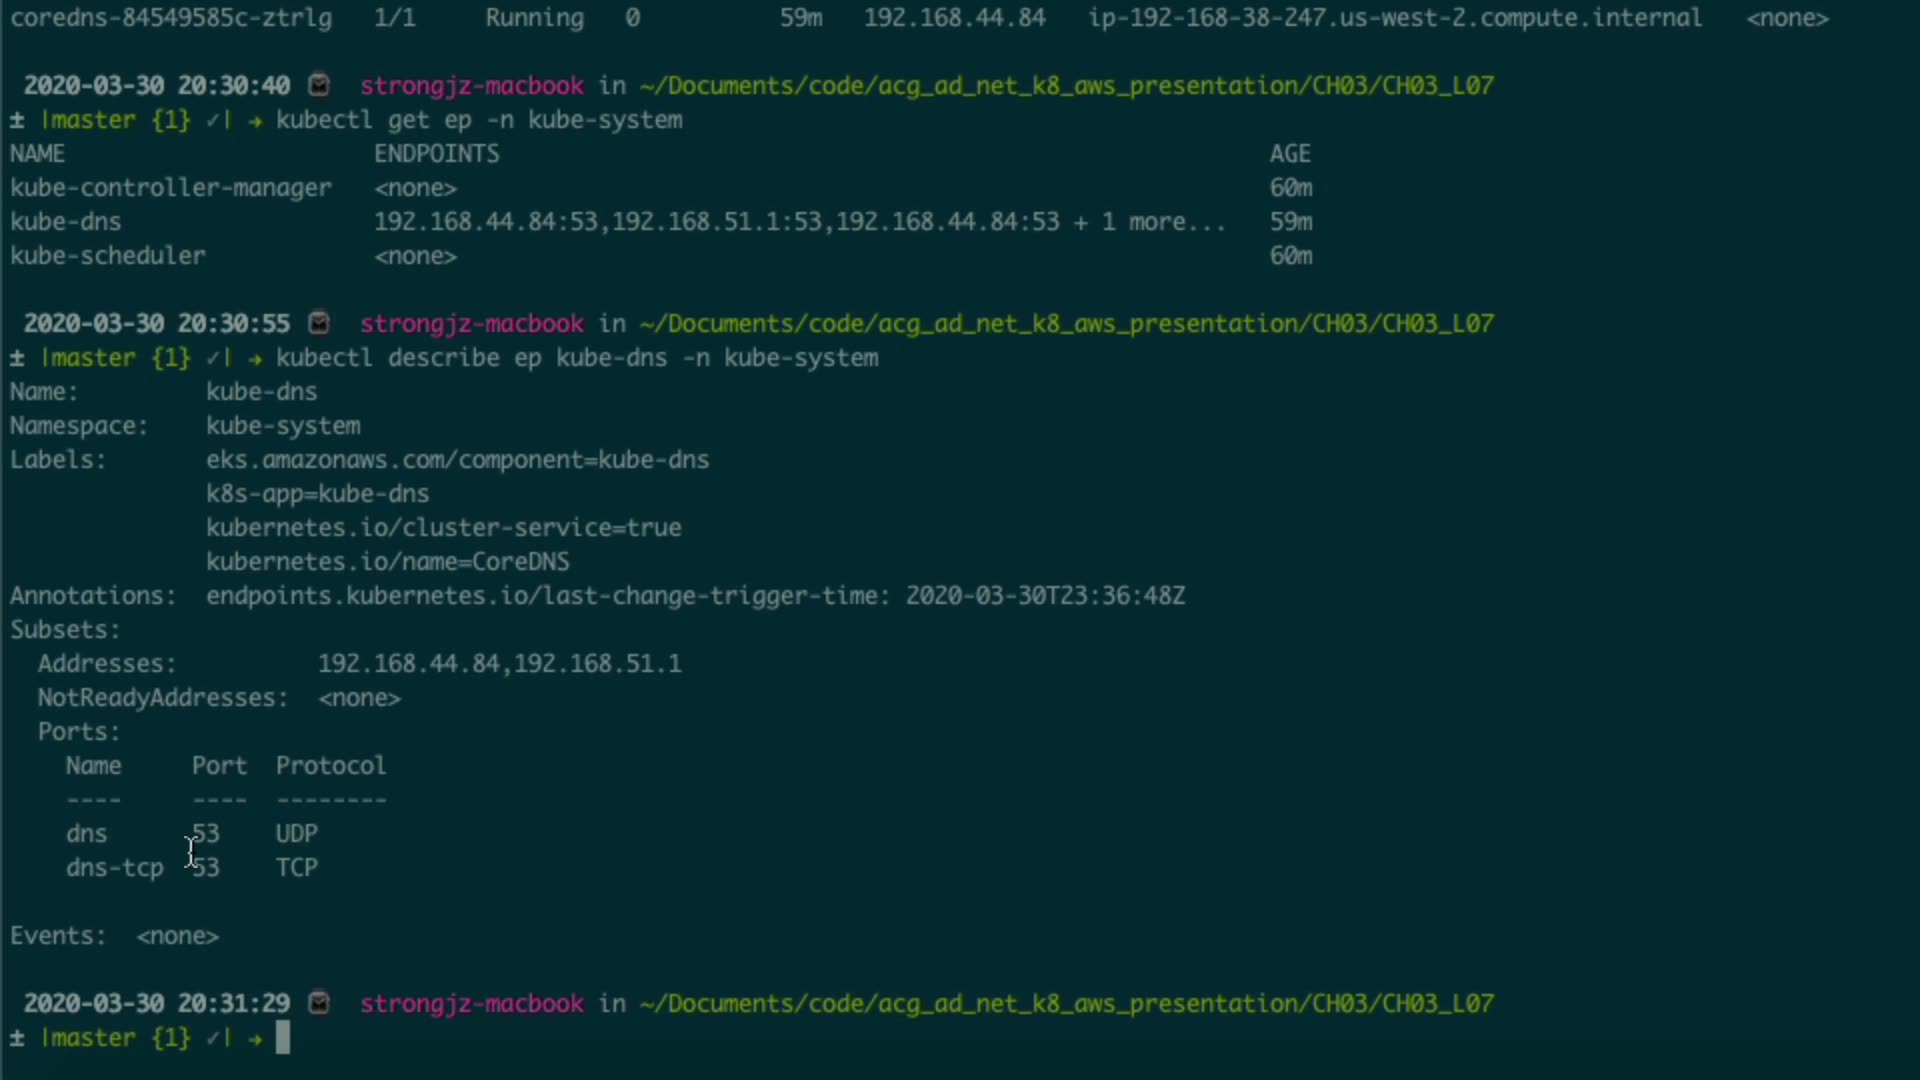 coredns-84549585c-ztrlg   1/1     Running   0          59m   192.168.44.84   ip-192-168-38-247.us-west-2.compute.internal   <none>
2020-03-30 20:30:40 strongjz-macbook in ~/Documents/code/acg_ad_net_k8_aws_presentation/CH03/CH03_L07
± |master {1} ✓| → kubectl get ep -n kube-system
NAME                      ENDPOINTS                                                       AGE
kube-controller-manager   <none>                                                          60m
kube-dns                  192.168.44.84:53,192.168.51.1:53,192.168.44.84:53 + 1 more...   59m
kube-scheduler            <none>                                                          60m
2020-03-30 20:30:55 strongjz-macbook in ~/Documents/code/acg_ad_net_k8_aws_presentation/CH03/CH03_L07
± |master {1} ✓| → kubectl describe ep kube-dns -n kube-system
Name:         kube-dns
Namespace:    kube-system
Labels:       eks.amazonaws.com/component=kube-dns
              k8s-app=kube-dns
              kubernetes.io/cluster-service=true
              kubernetes.io/name=CoreDNS
Annotations:  endpoints.kubernetes.io/last-change-trigger-time: 2020-03-30T23:36:48Z
Subsets:
  Addresses:          192.168.44.84,192.168.51.1
  NotReadyAddresses:  <none>
  Ports:
    Name     Port  Protocol
    ----     ----  --------
    dns      53    UDP
    dns-tcp  53    TCP
Events:  <none>
2020-03-30 20:31:29 strongjz-macbook in ~/Documents/code/acg_ad_net_k8_aws_presentation/CH03/CH03_L07
± |master {1} ✓| →